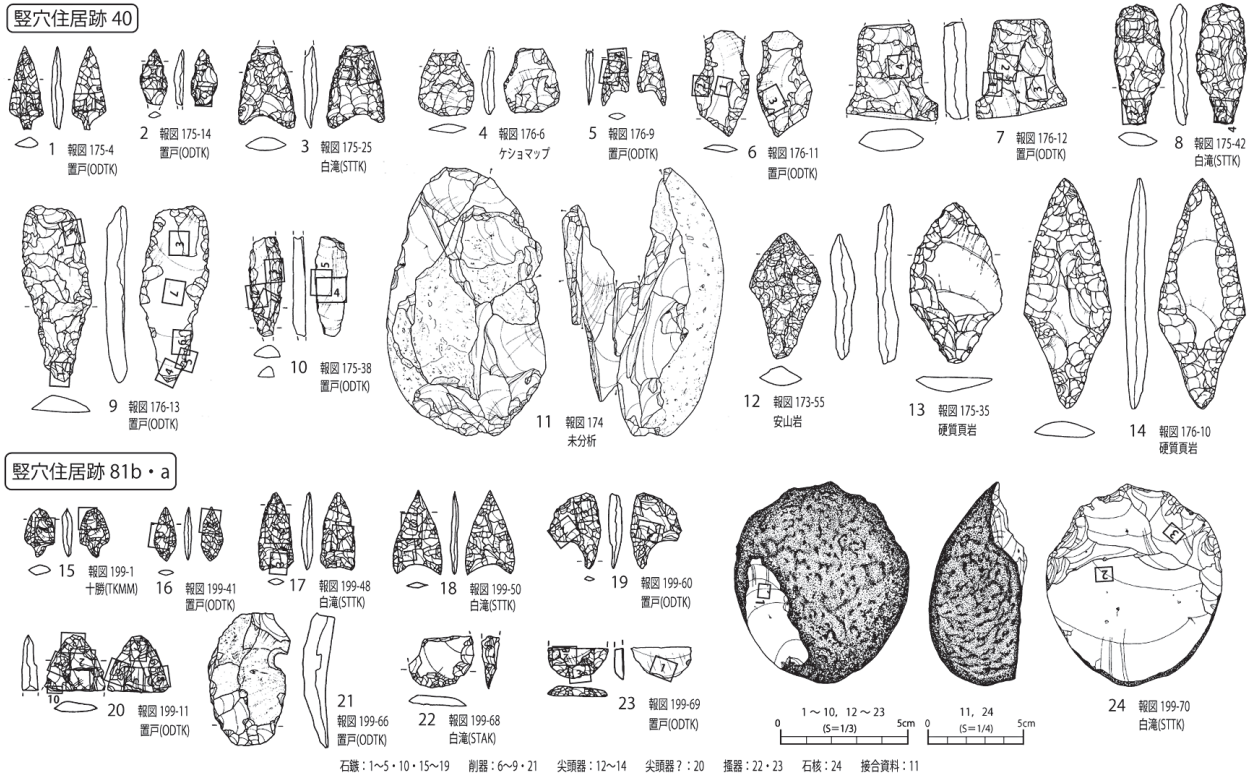 竪穴住居跡 40
1 報図 175-4
置戸(ODTK)
2 報図 175-14
置戸(ODTK)
3 報図 175-25
白滝(STTK)
4 報図 176-6
ケショマップ
5 報図 176-9
置戸(ODTK)
6 報図 176-11
置戸(ODTK)
7 報図 176-12
置戸(ODTK)
8 報図 175-42
白滝(STTK)
9 報図 176-13
置戸(ODTK)
10 報図 175-38
置戸(ODTK)
11 報図 174
未分析
12 報図 173-55
安山岩
13 報図 175-35
硬質頁岩
14 報図 176-10
硬質頁岩
竪穴住居跡 81b・a
15 報図 199-1
十勝(TKMM)
16 報図 199-41
置戸(ODTK)
17 報図 199-48
白滝(STTK)
18 報図 199-50
白滝(STTK)
19 報図 199-60
置戸(ODTK)
20 報図 199-11
置戸(ODTK)
21
報図 199-66
置戸(ODTK)
22 報図 199-68
白滝(STAK)
23 報図 199-69
置戸(ODTK)
24 報図 199-70
白滝(STTK)
1～10, 12～23
0 (S=1/3) 5cm
11, 24
0 (S=1/4) 5cm
石鏃：1～5・10・15～19 削器：6～9・21 尖頭器：12～14 尖頭器？：20 掻器：22・23 石核：24 接合資料：11